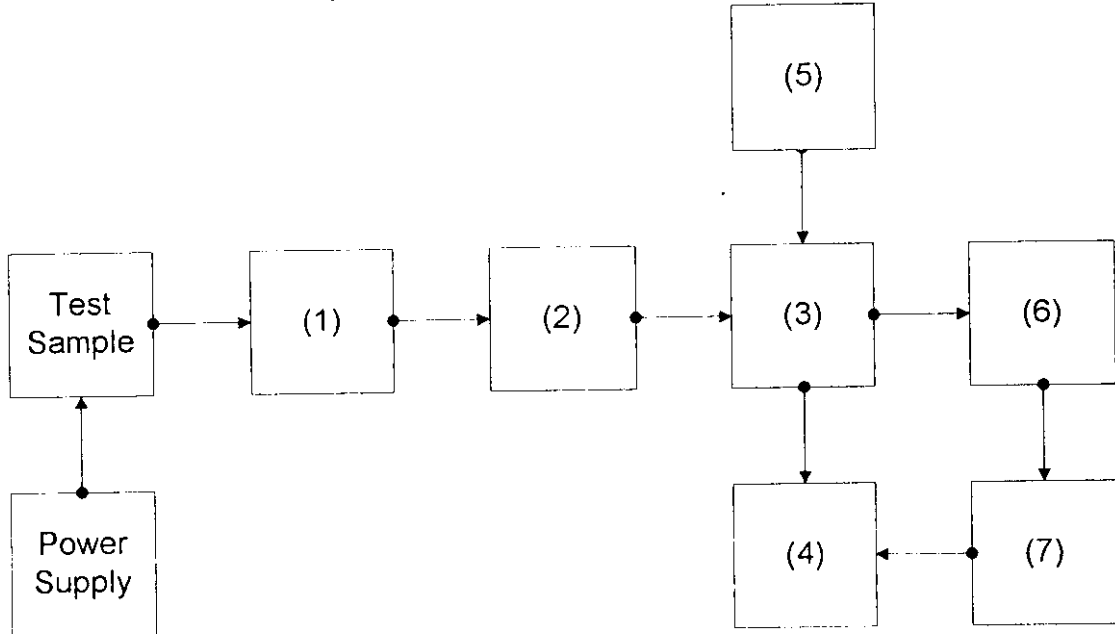 (5)
Test
Sample
(1)
(2)
(3)
(6)
Power
Supply
(4)
(7)